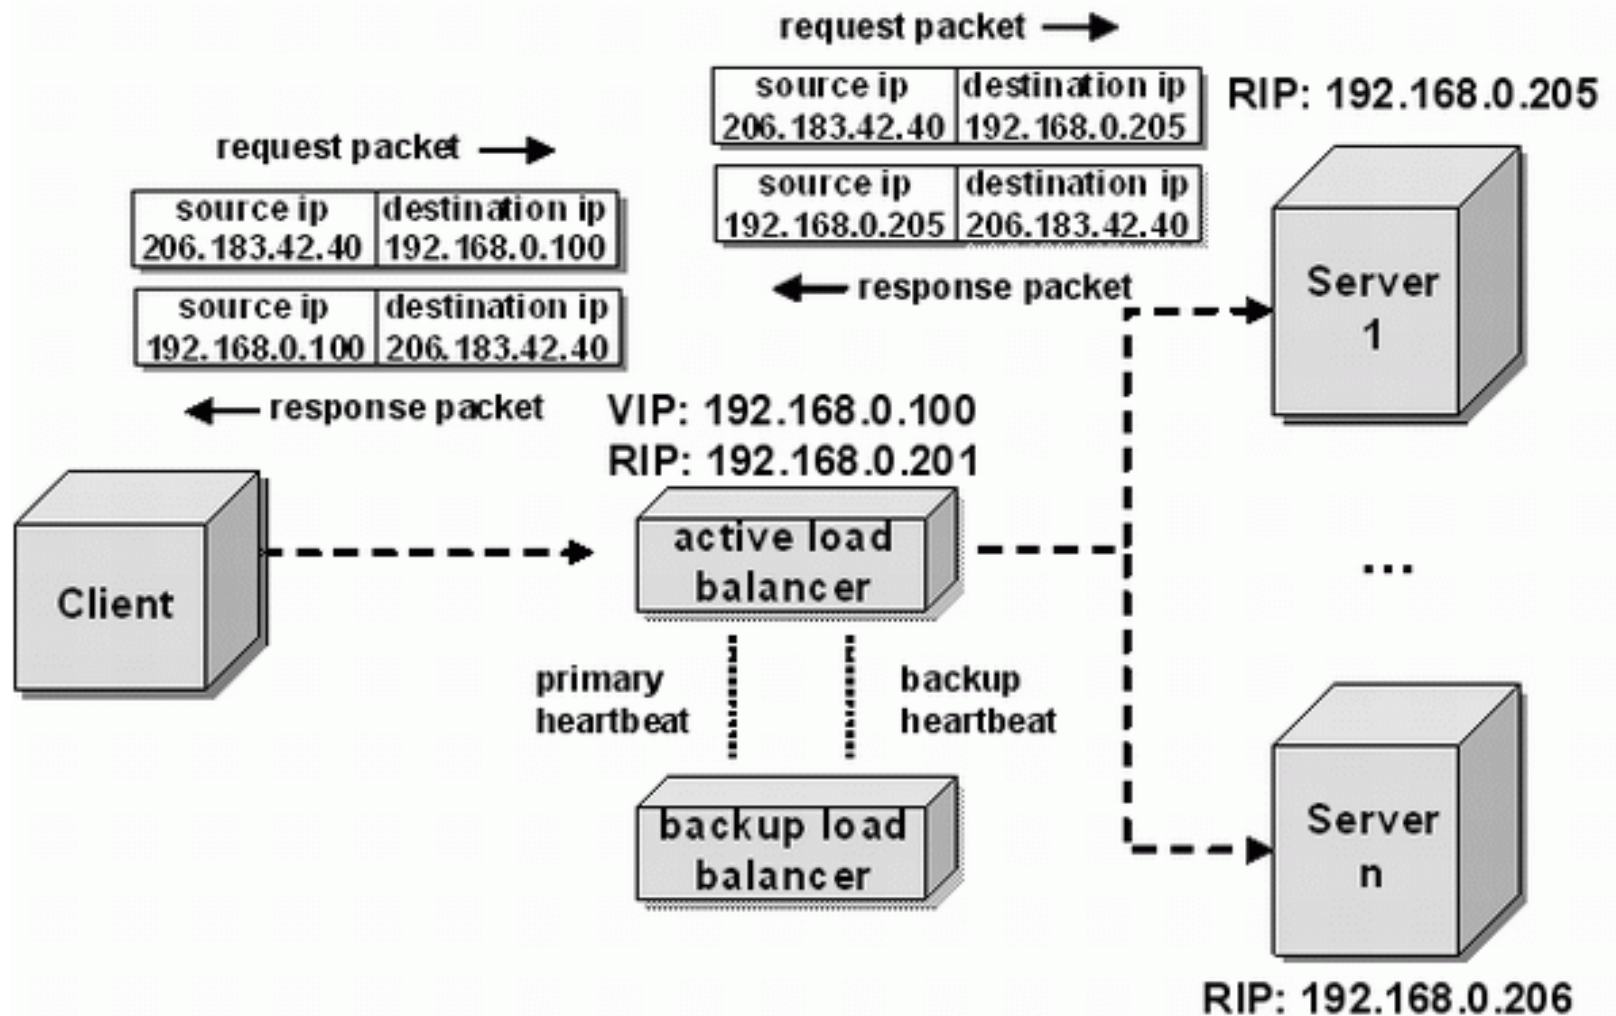 request packet
source ip destination ip
206.183.42.40 192.168.0.205
source ip destination ip
192.168.0.205 206.183.42.40
response packet
RIP: 192.168.0.205
request packet
source ip destination ip
206.183.42.40 192.168.0.100
source ip destination ip
192.168.0.100 206.183.42.40
response packet
VIP: 192.168.0.100
RIP: 192.168.0.201
Server
1
Client
active load
balancer
...
primary
heartbeat
backup
heartbeat
backup load
balancer
Server
n
RIP: 192.168.0.206